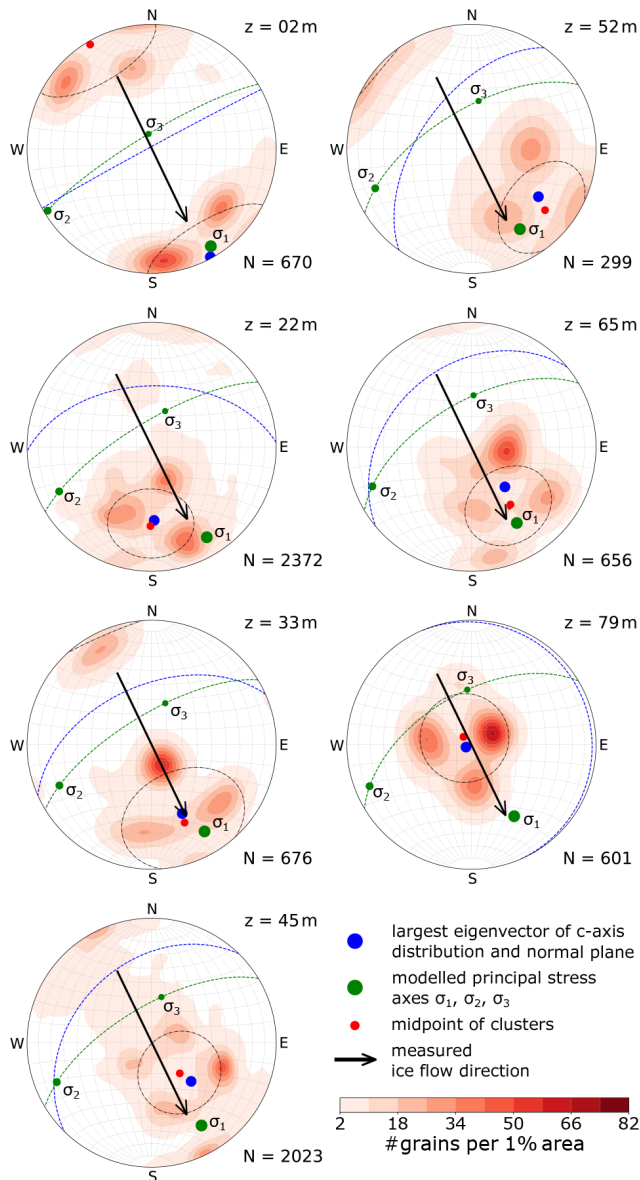 z = 02 m
N
W
E
S
σ3
σ2
σ1
N = 670
z = 52 m
N
W
E
S
σ3
σ2
σ1
N = 299
z = 22 m
N
W
E
S
σ3
σ2
σ1
N = 2372
z = 65 m
N
W
E
S
σ3
σ2
σ1
N = 656
z = 33 m
N
W
E
S
σ3
σ2
σ1
N = 676
z = 79 m
N
W
E
S
σ3
σ2
σ1
N = 601
z = 45 m
N
W
E
S
σ3
σ2
σ1
N = 2023
largest eigenvector of c-axis
distribution and normal plane
modelled principal stress
axes σ1, σ2, σ3
midpoint of clusters
measured
ice flow direction
2 18 34 50 66 82
#grains per 1% area